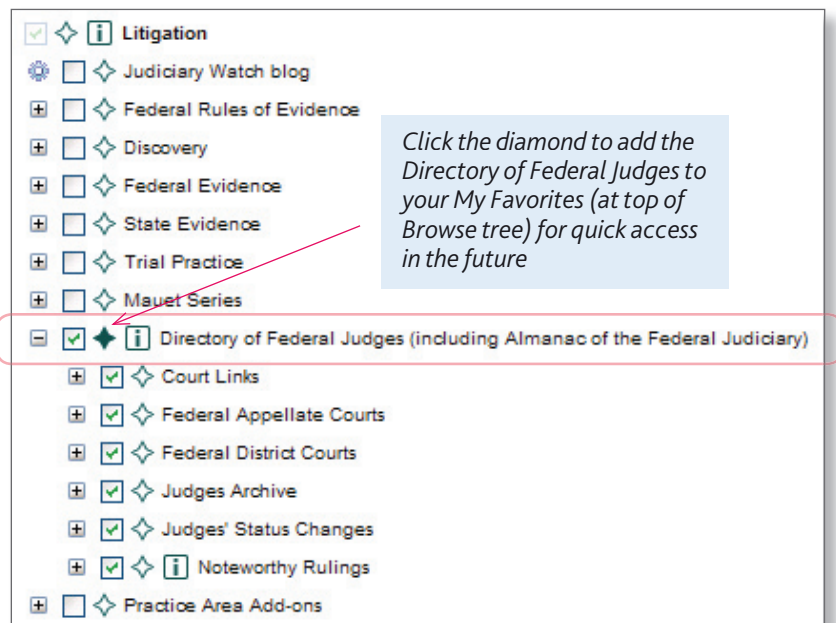 Litigation
Judiciary Watch blog
Federal Rules of Evidence
Discovery
Federal Evidence
State Evidence
Trial Practice
Mauet Series
Click the diamond to add the
Directory of Federal Judges to
your My Favorites (at top of
Browse tree) for quick access
in the future
Directory of Federal Judges (including Almanac of the Federal Judiciary)
Court Links
Federal Appellate Courts
Federal District Courts
Judges Archive
Judges' Status Changes
Noteworthy Rulings
Practice Area Add-ons